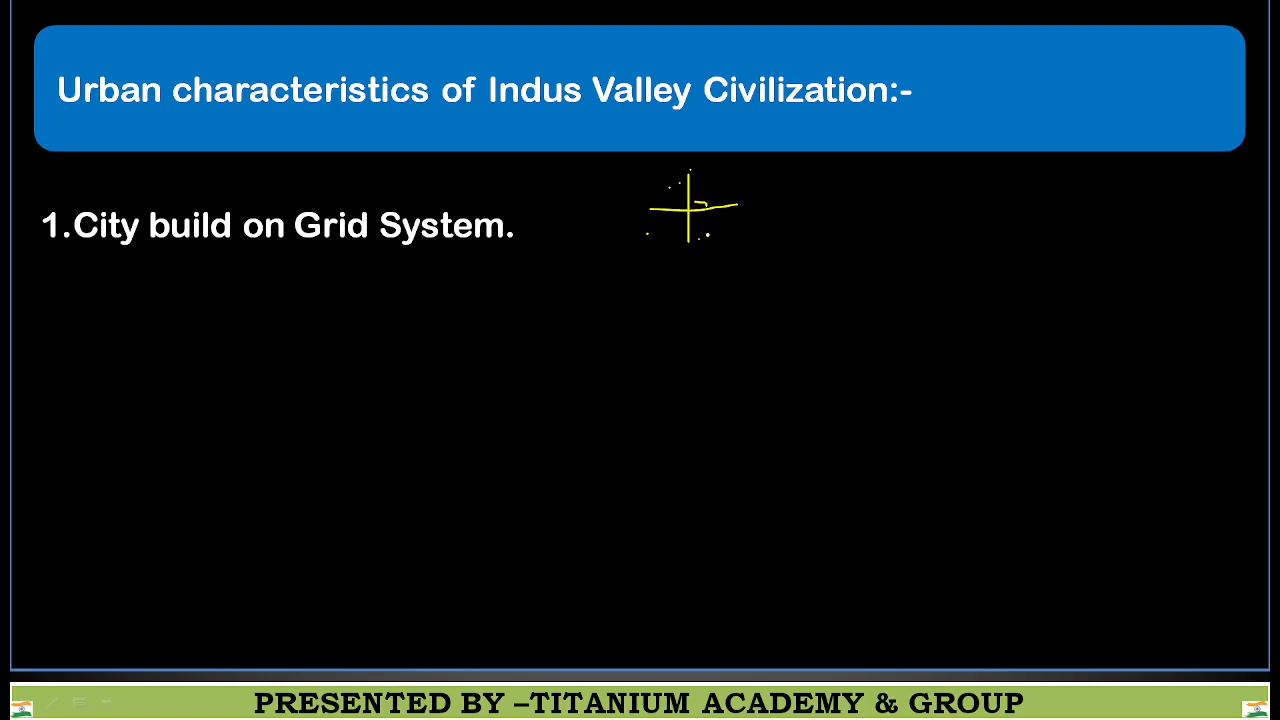 Urban characteristics of Indus Valley Civilization:-
1.City build on Grid System.
PRESENTED BY –TITANIUM ACADEMY & GROUP